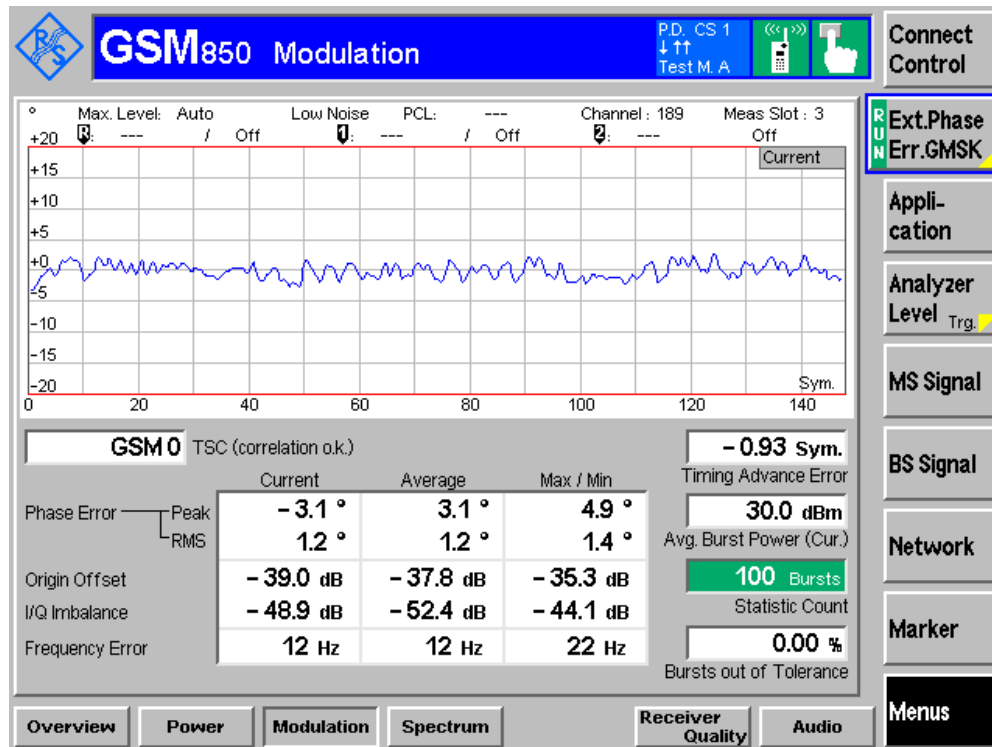 R&S GSM850 Modulation
P.D. CS 1
Test M. A
Connect Control
° Max. Level: Auto Low Noise PCL: --- Channel : 189 Meas Slot : 3
R: --- / Off 1: --- / Off 2: --- Off
Current
+20
+15
+10
+5
+0
-5
-10
-15
-20
Sym.
0 20 40 60 80 100 120 140
GSM 0 TSC (correlation o.k.)
-0.93 Sym.
Timing Advance Error
Current Average Max / Min
Phase Error Peak -3.1 ° 3.1 ° 4.9 °
RMS 1.2 ° 1.2 ° 1.4 °
30.0 dBm
Avg. Burst Power (Cur.)
Origin Offset -39.0 dB -37.8 dB -35.3 dB
I/Q Imbalance -48.9 dB -52.4 dB -44.1 dB
Frequency Error 12 Hz 12 Hz 22 Hz
100 Bursts
Statistic Count
0.00 %
Bursts out of Tolerance
RUN
Ext.Phase Err.GMSK
Appli-
cation
Analyzer Level Trg.
MS Signal
BS Signal
Network
Marker
Menus
Overview Power Modulation Spectrum Receiver Quality Audio